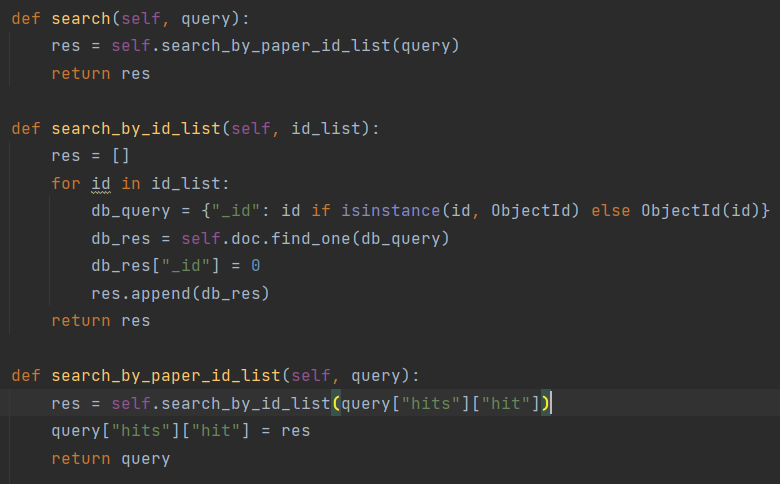 def search(self, query):
    res = self.search_by_paper_id_list(query)
    return res

def search_by_id_list(self, id_list):
    res = []
    for id in id_list:
        db_query = {"_id": id if isinstance(id, ObjectId) else ObjectId(id)}
        db_res = self.doc.find_one(db_query)
        db_res["_id"] = 0
        res.append(db_res)
    return res

def search_by_paper_id_list(self, query):
    res = self.search_by_id_list(query["hits"]["hit"])
    query["hits"]["hit"] = res
    return query